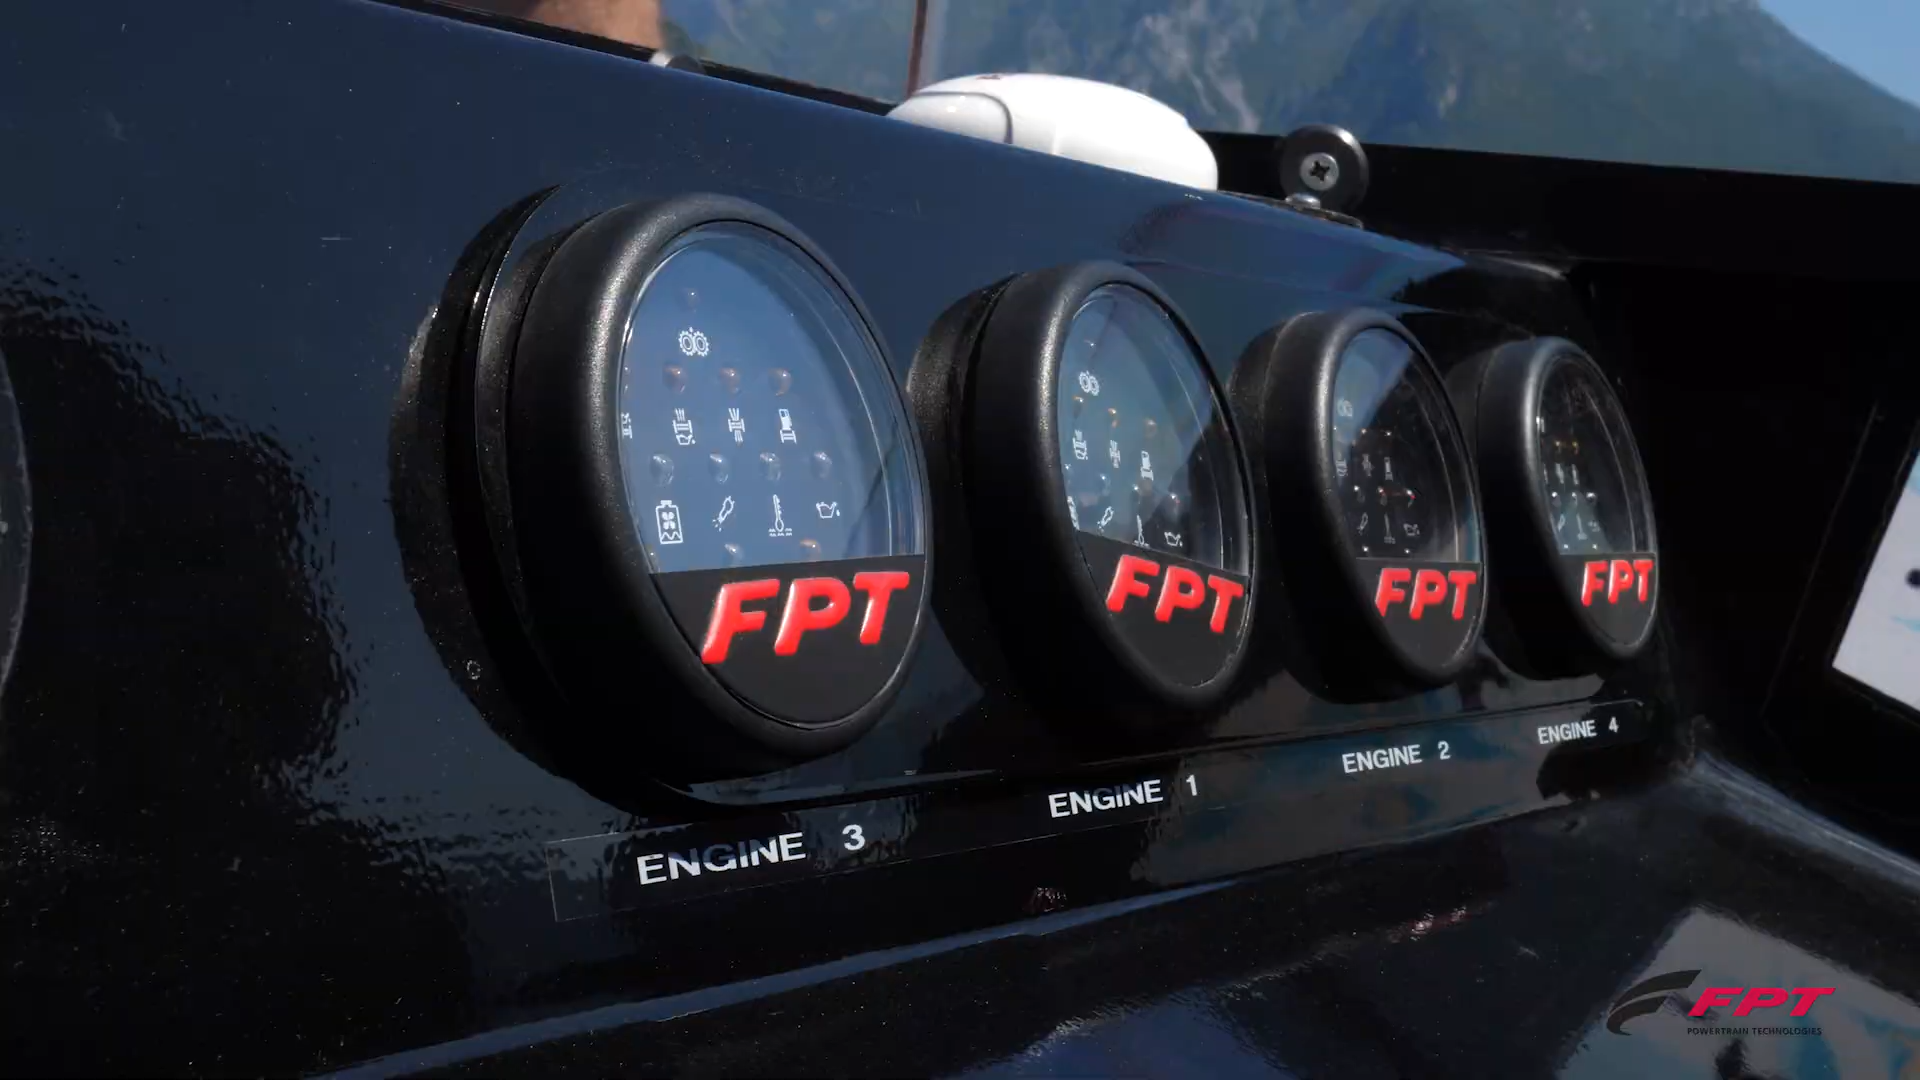 FPT
FPT
FPT
FPT
ENGINE 3
ENGINE 1
ENGINE 2
ENGINE 4
FPT
POWERTRAIN TECHNOLOGIES